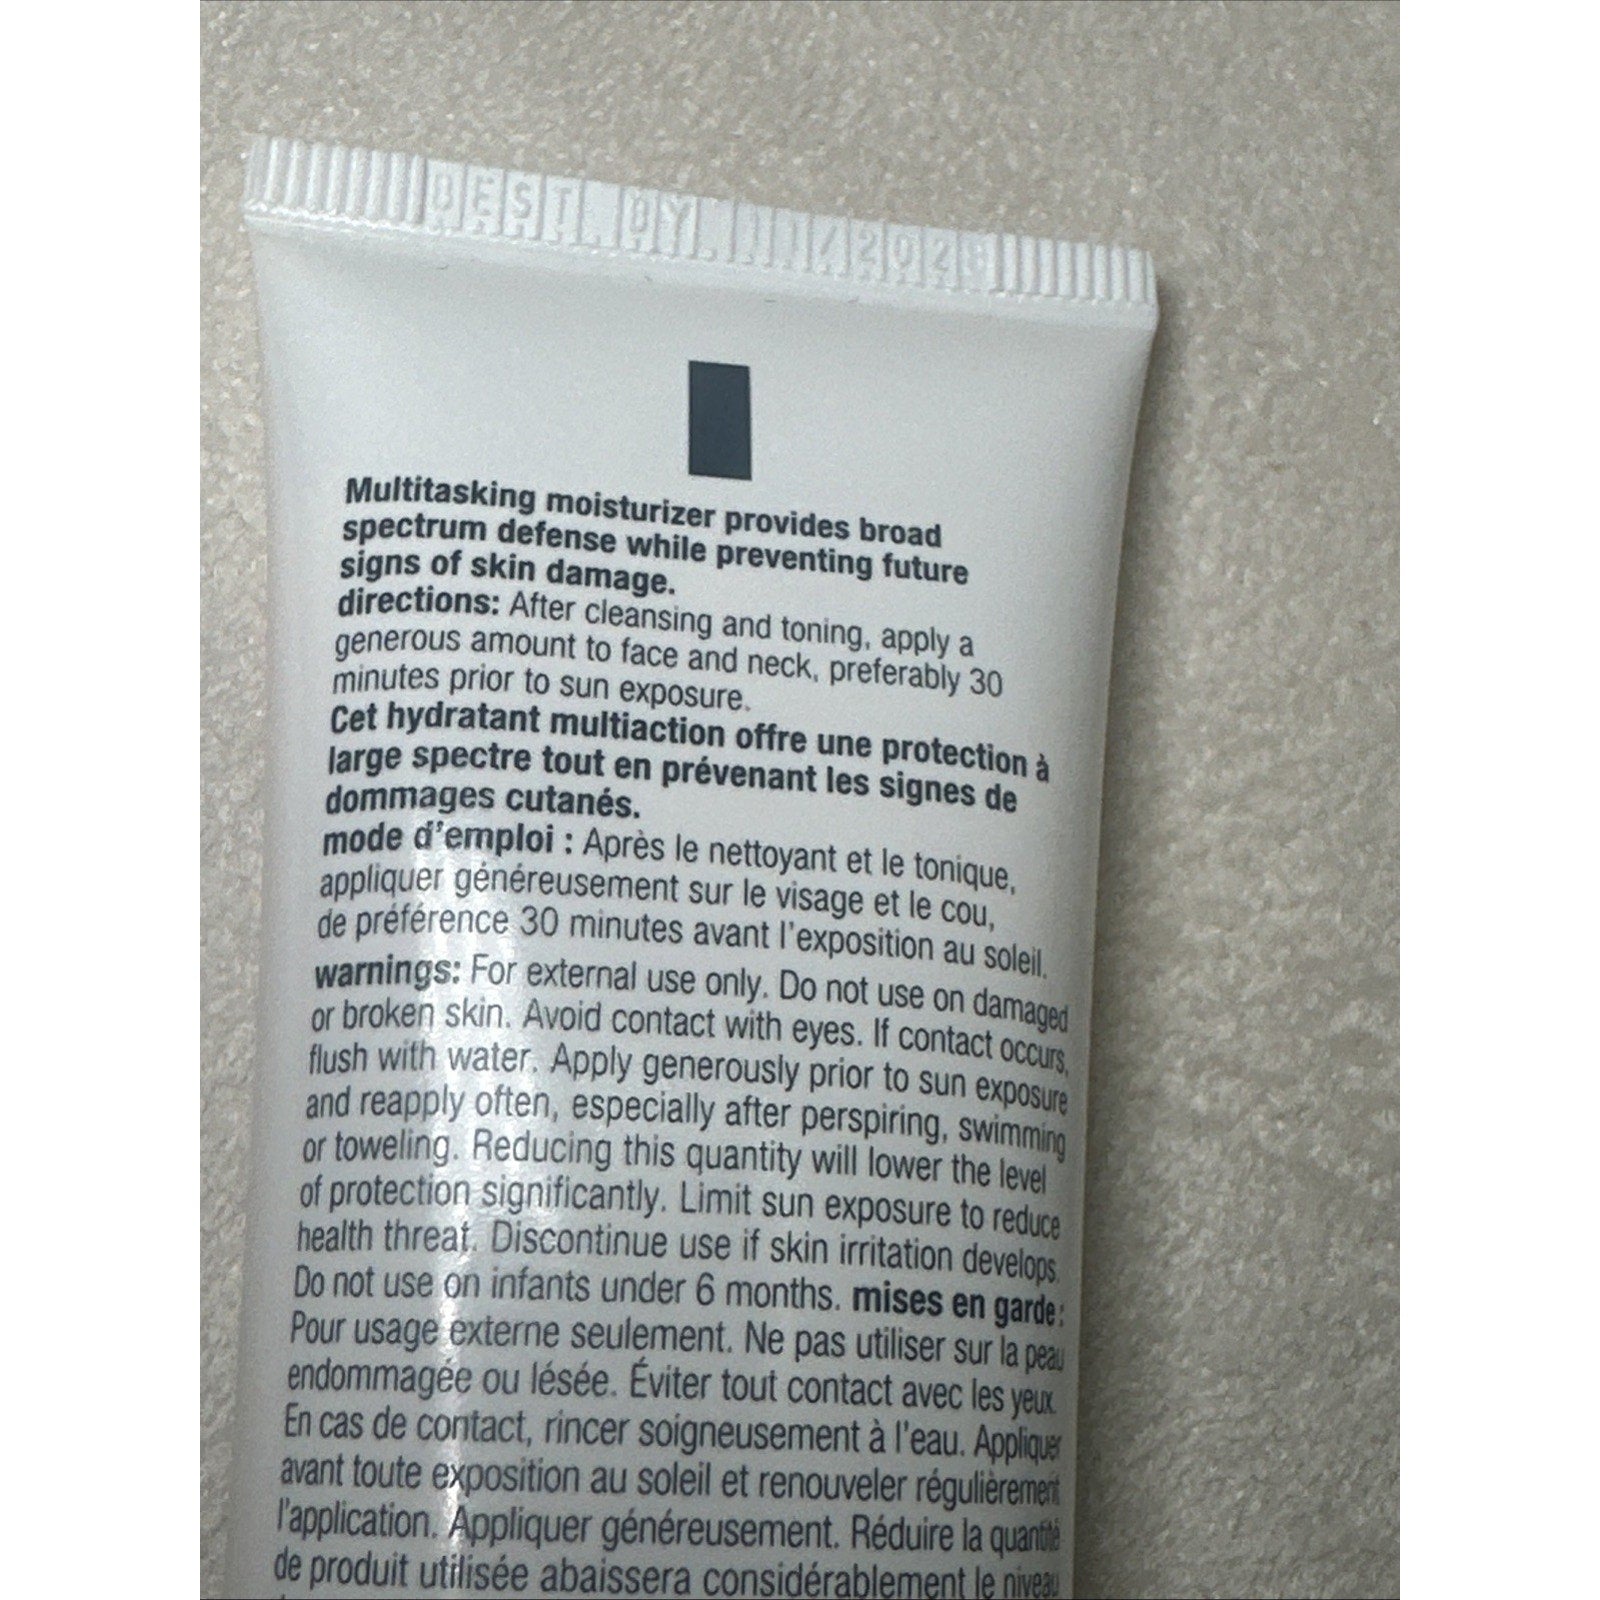 BEST BY 11/202
Multitasking moisturizer provides broad
spectrum defense while preventing future
signs of skin damage.
directions: After cleansing and toning, apply a
generous amount to face and neck, preferably 30
minutes prior to sun exposure.
Cet hydratant multiaction offre une protection à
large spectre tout en prévenant les signes de
dommages cutanés.
mode d'emploi : Après le nettoyant et le tonique,
appliquer généreusement sur le visage et le cou,
de préférence 30 minutes avant l'exposition au soleil.
warnings: For external use only. Do not use on damaged
or broken skin. Avoid contact with eyes. If contact occurs,
flush with water. Apply generously prior to sun exposure
and reapply often, especially after perspiring, swimming
or toweling. Reducing this quantity will lower the level
of protection significantly. Limit sun exposure to reduce
health threat. Discontinue use if skin irritation develops.
Do not use on infants under 6 months. mises en garde:
Pour usage externe seulement. Ne pas utiliser sur la peau
endommagée ou lésée. Éviter tout contact avec les yeux.
En cas de contact, rincer soigneusement à l'eau. Appliquer
avant toute exposition au soleil et renouveler régulièrement
l'application. Appliquer généreusement. Réduire la quantité
de produit utilisée abaissera considérablement le niveau